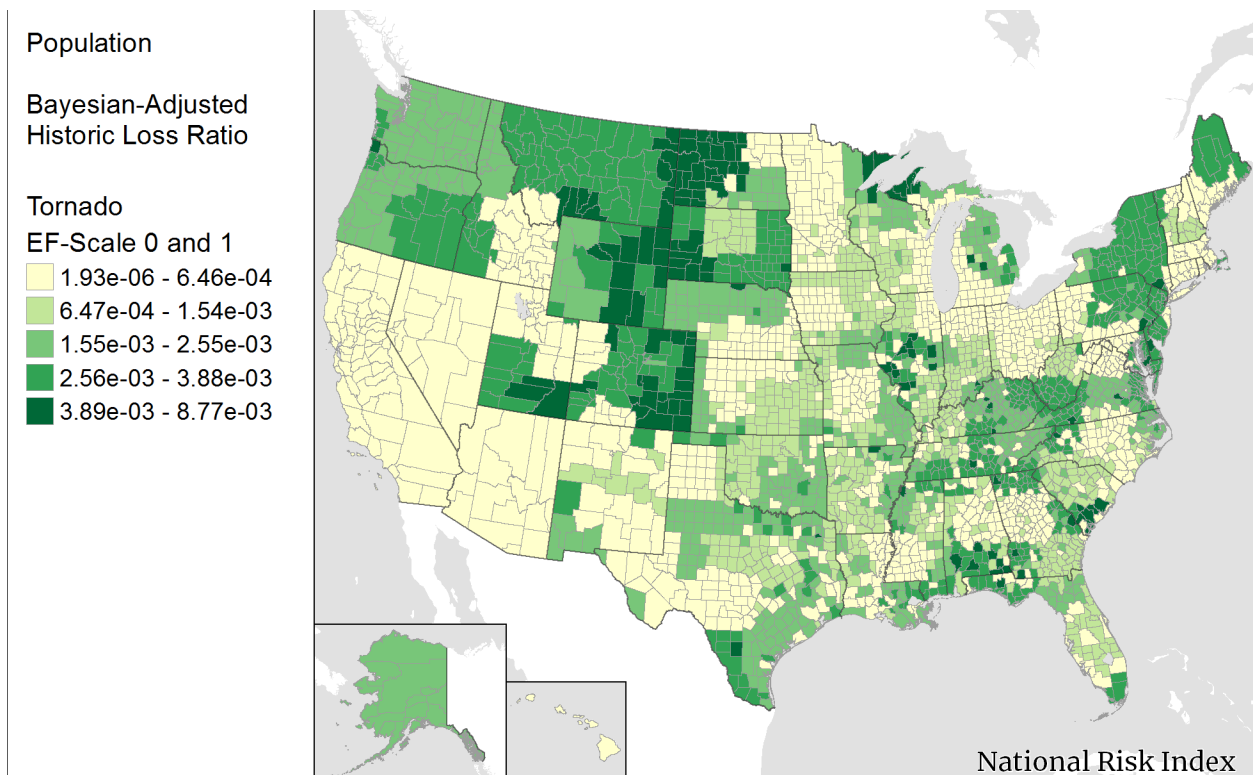 Population
Bayesian-Adjusted
Historic Loss Ratio
Tornado
EF-Scale 0 and 1
1.93e-06 - 6.46e-04
6.47e-04 - 1.54e-03
1.55e-03 - 2.55e-03
2.56e-03 - 3.88e-03
3.89e-03 - 8.77e-03
National Risk Index